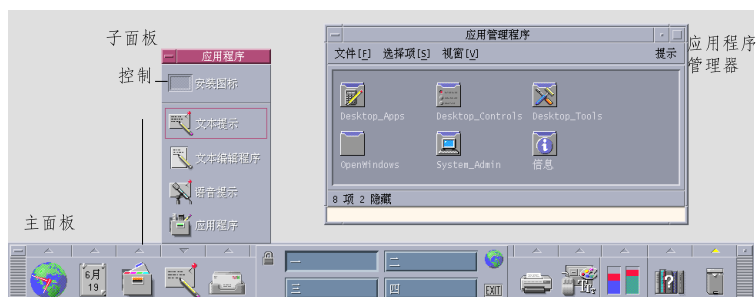 子面板
控制
主面板
应用程序
安装图标
文本提示
文本编辑程序
语音提示
应用程序
应用管理程序
文件[F] 选择项[S] 视窗[V] 提示
Desktop_Apps Desktop_Controls Desktop_Tools
OpenWindows System_Admin 信息
8 项 2 隐藏
应用程序
管理器
6月
19
一 二
三 四
EXIT